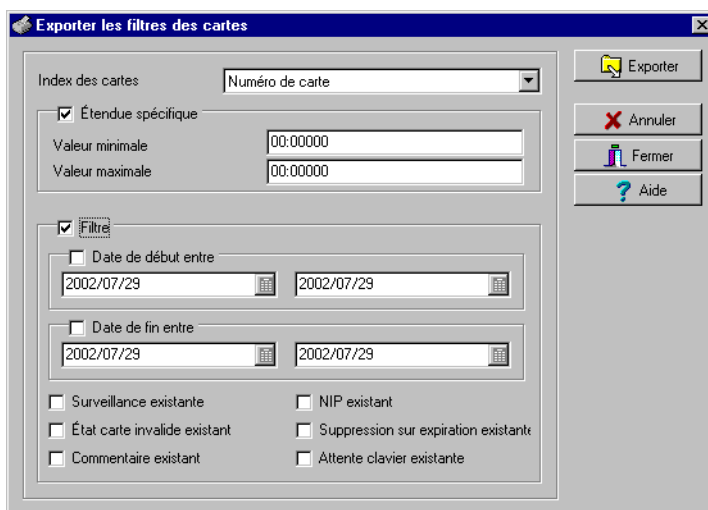 Exporter les filtres des cartes
Index des cartes
Numéro de carte
Étendue spécifique
Valeur minimale
00:00000
Valeur maximale
00:00000
Filtre
Date de début entre
2002/07/29
2002/07/29
Date de fin entre
2002/07/29
2002/07/29
Surveillance existante
NIP existant
État carte invalide existant
Suppression sur expiration existante
Commentaire existant
Attente clavier existante
Exporter
Annuler
Fermer
Aide